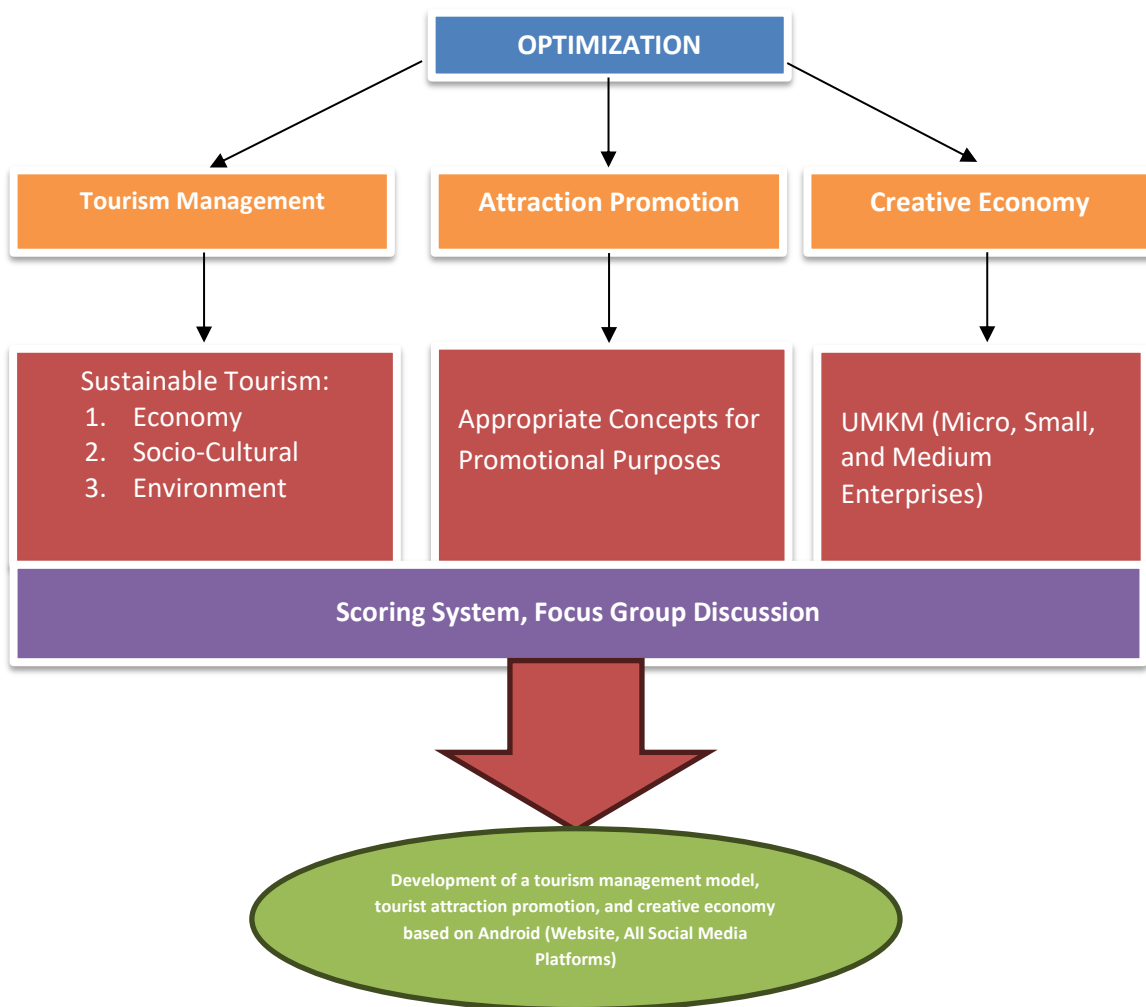 OPTIMIZATION
Tourism Management
Attraction Promotion
Creative Economy
Sustainable Tourism:
1. Economy
2. Socio-Cultural
3. Environment
Appropriate Concepts for
Promotional Purposes
UMKM (Micro, Small,
and Medium
Enterprises)
Scoring System, Focus Group Discussion
Development of a tourism management model,
tourist attraction promotion, and creative economy
based on Android (Website, All Social Media
Platforms)